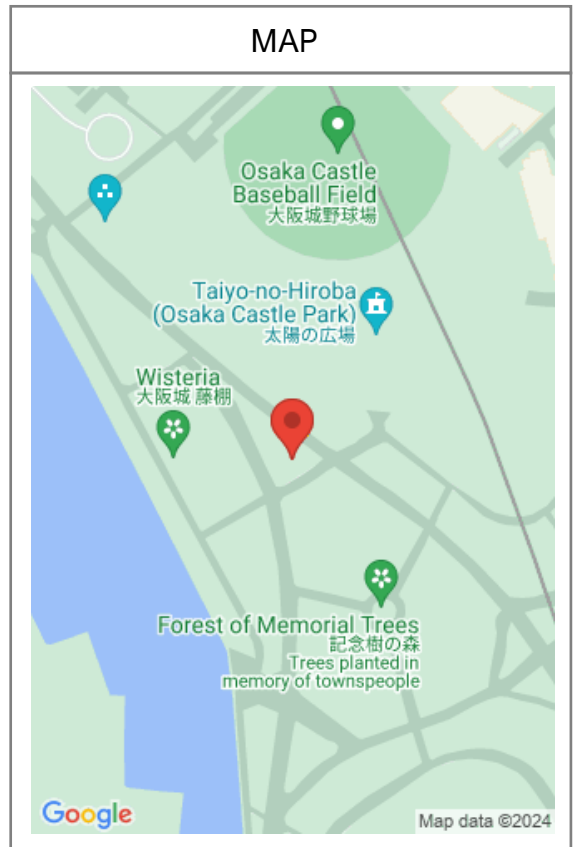 MAP
Osaka Castle
Baseball Field
大阪城野球場
Taiyo-no-Hiroba
(Osaka Castle Park)
太陽の広場
Wisteria
大阪城 藤棚
Forest of Memorial Trees
記念樹の森
Trees planted in
memory of townspeople
Google
Map data ©2024